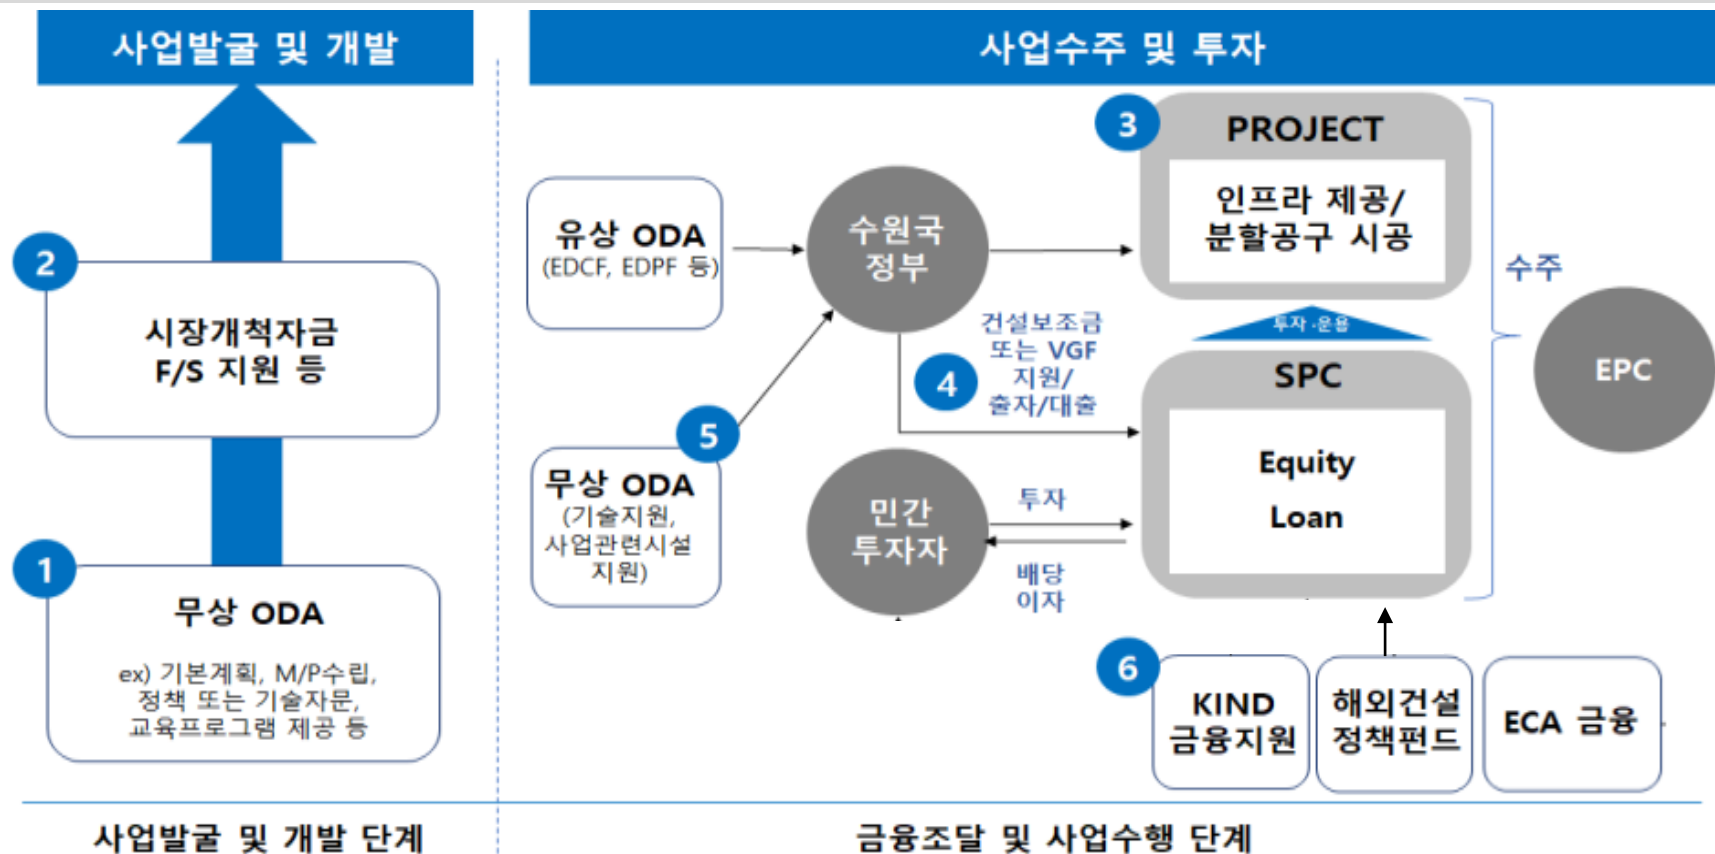 사업발굴 및 개발
2
시장개척자금
F/S 지원 등
1
무상 ODA
ex) 기본계획, M/P수립,
정책 또는 기술자문,
교육프로그램 제공 등
사업발굴 및 개발 단계
사업수주 및 투자
유상 ODA
(EDCF, EDPF 등)
수원국
정부
3
PROJECT
인프라 제공/
분할공구 시공
투자·운용
수주
EPC
4
건설보조금
또는 VGF
지원/
출자/대출
SPC
Equity
Loan
5
무상 ODA
(기술지원,
사업관련시설
지원)
민간
투자자
투자
배당
이자
6
KIND
금융지원
해외건설
정책펀드
ECA 금융
금융조달 및 사업수행 단계